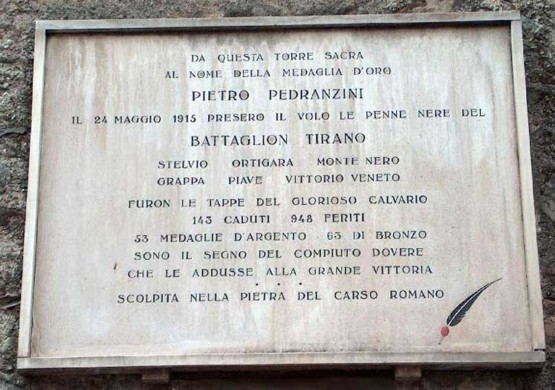 DA QUESTA TORRE SACRA
AL NOME DELLA MEDAGLIA D'ORO
PIETRO PEDRANZINI
IL 24 MAGGIO 1915 PRESERO IL VOLO LE PENNE NERE DEL
BATTAGLION TIRANO
STELVIO ORTIGARA MONTE NERO
GRAPPA PIAVE VITTORIO VENETO
FURON LE TAPPE DEL GLORIOSO CALVARIO
143 CADUTI 948 FERITI
53 MEDAGLIE D'ARGENTO 63 DI BRONZO
SONO IL SEGNO DEL COMPIUTO DOVERE
CHE LE ADDUSSE ALLA GRANDE VITTORIA
SCOLPITA NELLA PIETRA DEL CARSO ROMANO